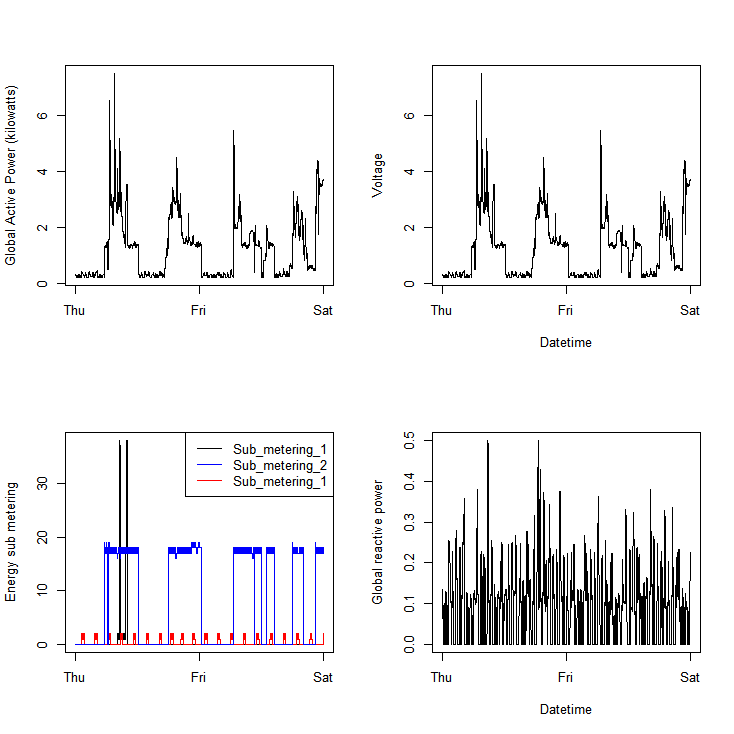 Global Active Power (kilowatts)
0
2
4
6
Thu
Fri
Sat
Voltage
0
2
4
6
Thu
Fri
Sat
Datetime
Energy sub metering
0
10
20
30
Sub_metering_1
Sub_metering_2
Sub_metering_1
Thu
Fri
Sat
Global reactive power
0.0
0.1
0.2
0.3
0.4
0.5
Thu
Fri
Sat
Datetime